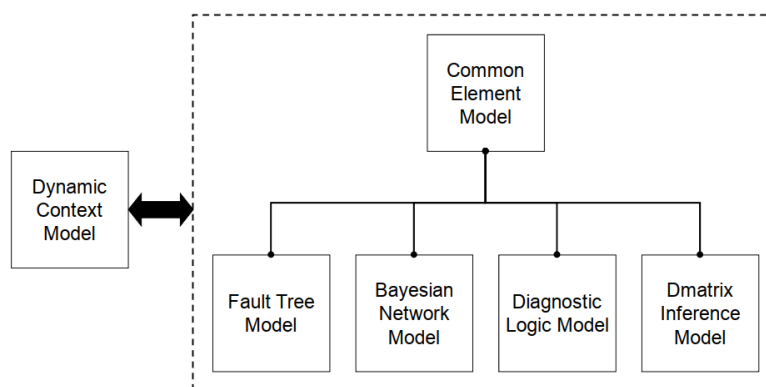 Common
Element
Model
Dynamic
Context
Model
Fault Tree
Model
Bayesian
Network
Model
Diagnostic
Logic Model
Dmatrix
Inference
Model